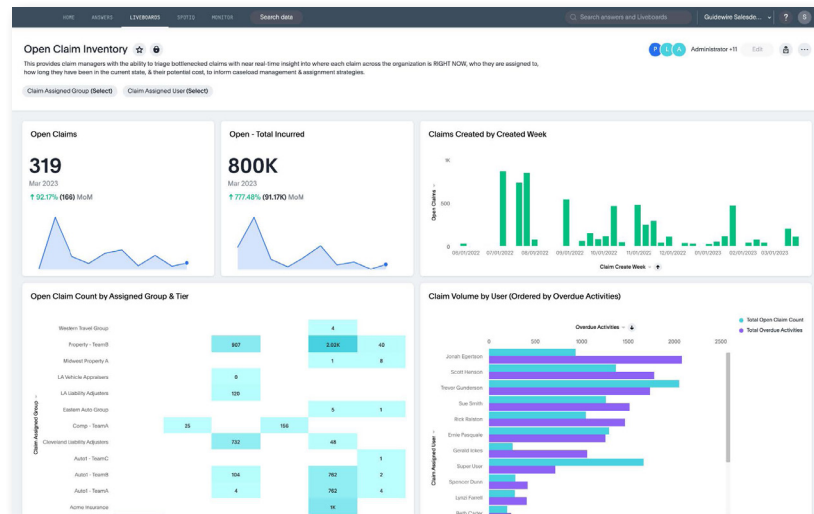 HOME ANSWERS LIVEBOARDS SPOTIQ MONITOR Search data Search answers and Liveboards Guidewire Salesde... ? S
Open Claim Inventory P L A Administrator +11 Edit ...
This provides claim managers with the ability to triage bottlenecked claims with near real-time insight into where each claim across the organization is RIGHT NOW, who they are assigned to,
how long they have been in the current state, & their potential cost, to inform caseload management & assignment strategies.
Claim Assigned Group (Select) Claim Assigned User (Select)
Open Claims
319
Mar 2023
↑ 92.17% (166) MoM
Open - Total Incurred
800K
Mar 2023
↑ 777.48% (91.17K) MoM
Claims Created by Created Week
Open Claims
1K
500
0
06/01/2022 07/01/2022 08/01/2022 09/01/2022 10/01/2022 11/01/2022 12/01/2022 01/01/2023 02/01/2023 03/01/2023
Claim Create Week
Open Claim Count by Assigned Group & Tier
Claim Assigned Group
Western Travel Group 4
Property - TeamB 907 2.02K 40
Midwest Property A 1 8
LA Vehicle Appraisers 0
LA Liability Adjusters 120
Eastern Auto Group 5 1
Comp - TeamA 25 156
Cleveland Liability Adjusters 732 48
Auto1 - TeamC 1
Auto1 - TeamB 104 762 2
Auto1 - TeamA 4 762 4
Acme Insurance 1K
Claim Volume by User (Ordered by Overdue Activities)
Total Open Claim Count
Total Overdue Activities
Overdue Activities
0 500 1000 1500 2000 2500
Claim Assigned User
Jonah Egertson
Scott Henson
Trevor Gunderson
Sue Smith
Rick Ralston
Ernie Pasquale
Gerald Inkes
Super User
Spencer Dunn
Lenzi Farrell